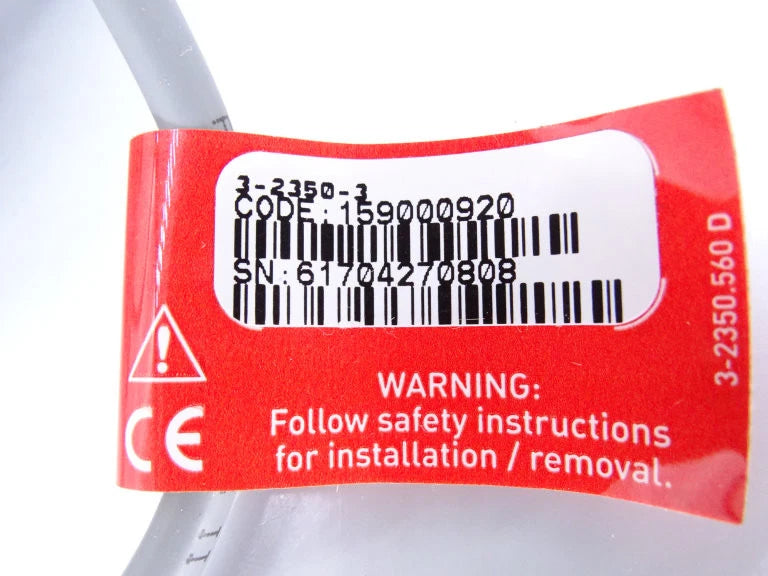 3-2350-3
CODE:159000920
SN:61704270808
WARNING:
Follow safety instructions
for installation / removal.
CE
3-2350.560 D